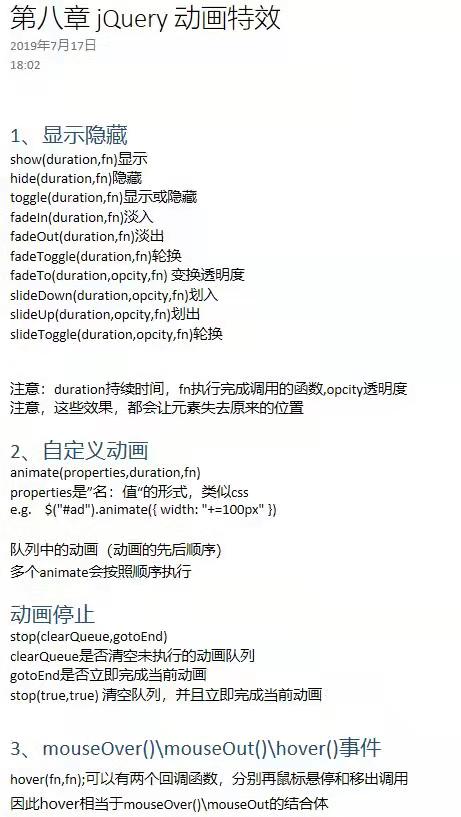 第八章 jQuery 动画特效
2019年7月17日
18:02
1、显示隐藏
show(duration,fn)显示
hide(duration,fn)隐藏
toggle(duration,fn)显示或隐藏
fadeIn(duration,fn)淡入
fadeOut(duration,fn)淡出
fadeToggle(duration,fn)轮换
fadeTo(duration,opcity,fn) 变换透明度
slideDown(duration,opcity,fn)划入
slideUp(duration,opcity,fn)划出
slideToggle(duration,opcity,fn)轮换
注意：duration持续时间，fn执行完成调用的函数,opcity透明度
注意，这些效果，都会让元素失去原来的位置
2、自定义动画
animate(properties,duration,fn)
properties是”名：值“的形式，类似css
e.g. $("#ad").animate({ width: "+=100px" })
队列中的动画（动画的先后顺序）
多个animate会按照顺序执行
动画停止
stop(clearQueue,gotoEnd)
clearQueue是否清空未执行的动画队列
gotoEnd是否立即完成当前动画
stop(true,true) 清空队列，并且立即完成当前动画
3、mouseOver()\mouseOut()\hover()事件
hover(fn,fn);可以有两个回调函数，分别再鼠标悬停和移出调用
因此hover相当于mouseOver()\mouseOut的结合体